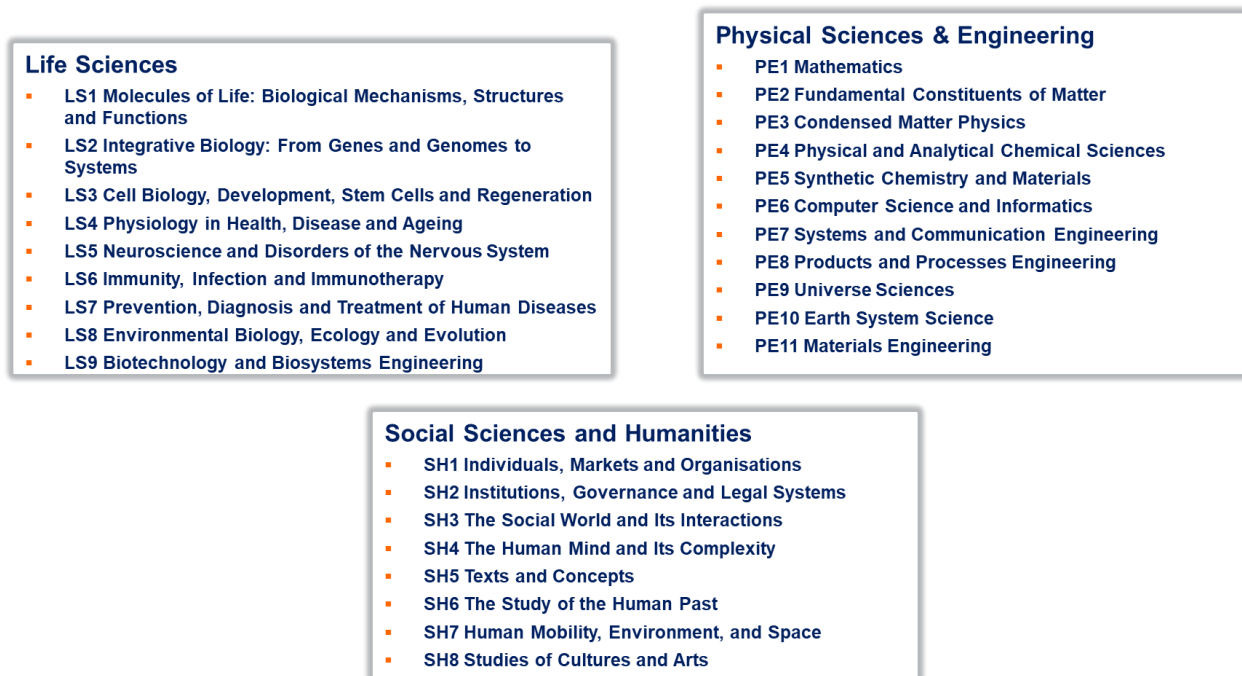 Life Sciences
▪ LS1 Molecules of Life: Biological Mechanisms, Structures
and Functions
▪ LS2 Integrative Biology: From Genes and Genomes to
Systems
▪ LS3 Cell Biology, Development, Stem Cells and Regeneration
▪ LS4 Physiology in Health, Disease and Ageing
▪ LS5 Neuroscience and Disorders of the Nervous System
▪ LS6 Immunity, Infection and Immunotherapy
▪ LS7 Prevention, Diagnosis and Treatment of Human Diseases
▪ LS8 Environmental Biology, Ecology and Evolution
▪ LS9 Biotechnology and Biosystems Engineering
Physical Sciences & Engineering
▪ PE1 Mathematics
▪ PE2 Fundamental Constituents of Matter
▪ PE3 Condensed Matter Physics
▪ PE4 Physical and Analytical Chemical Sciences
▪ PE5 Synthetic Chemistry and Materials
▪ PE6 Computer Science and Informatics
▪ PE7 Systems and Communication Engineering
▪ PE8 Products and Processes Engineering
▪ PE9 Universe Sciences
▪ PE10 Earth System Science
▪ PE11 Materials Engineering
Social Sciences and Humanities
▪ SH1 Individuals, Markets and Organisations
▪ SH2 Institutions, Governance and Legal Systems
▪ SH3 The Social World and Its Interactions
▪ SH4 The Human Mind and Its Complexity
▪ SH5 Texts and Concepts
▪ SH6 The Study of the Human Past
▪ SH7 Human Mobility, Environment, and Space
▪ SH8 Studies of Cultures and Arts